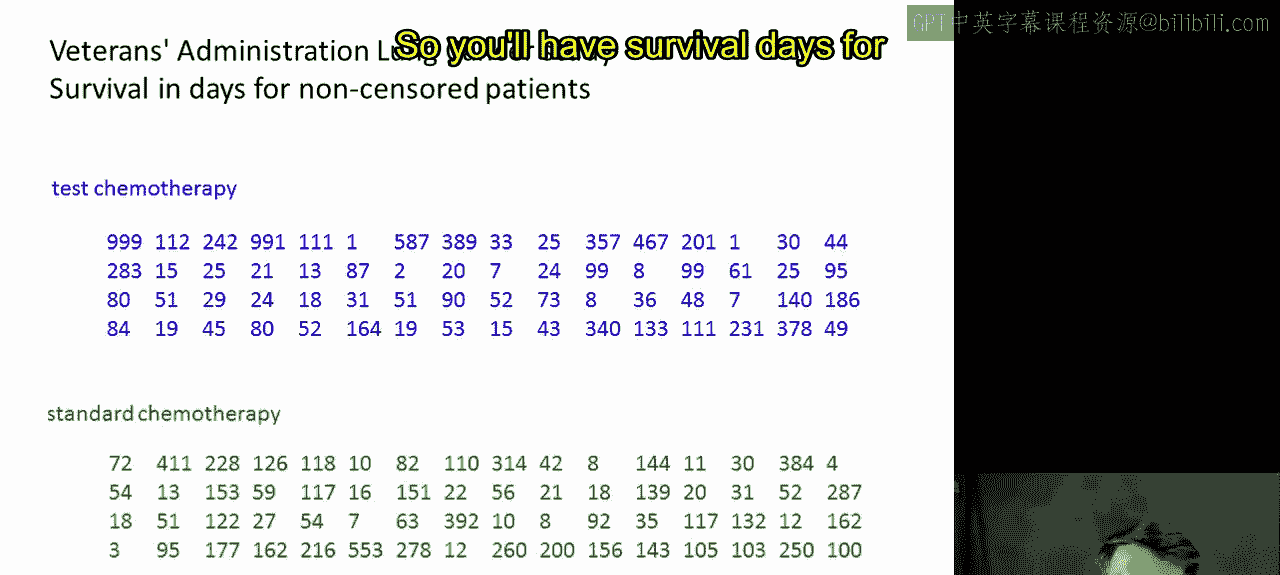 GPT中英字幕课程资源@bilibili.com
So you'll have survival days for
Veterans' Administration
Survival in days for non-censored patients
test chemotherapy
999 112 242 991 111 1 587 389 33 25 357 467 201 1 30 44
283 15 25 21 13 87 2 20 7 24 99 8 99 61 25 95
80 51 29 24 18 31 51 90 52 73 8 36 48 7 140 186
84 19 45 80 52 164 19 53 15 43 340 133 111 231 378 49
standard chemotherapy
72 411 228 126 118 10 82 110 314 42 8 144 11 30 384 4
54 13 153 59 117 16 151 22 56 21 18 139 20 31 52 287
18 51 122 27 54 7 63 392 10 8 92 35 117 132 12 162
3 95 177 162 216 553 278 12 260 200 156 143 105 103 250 100